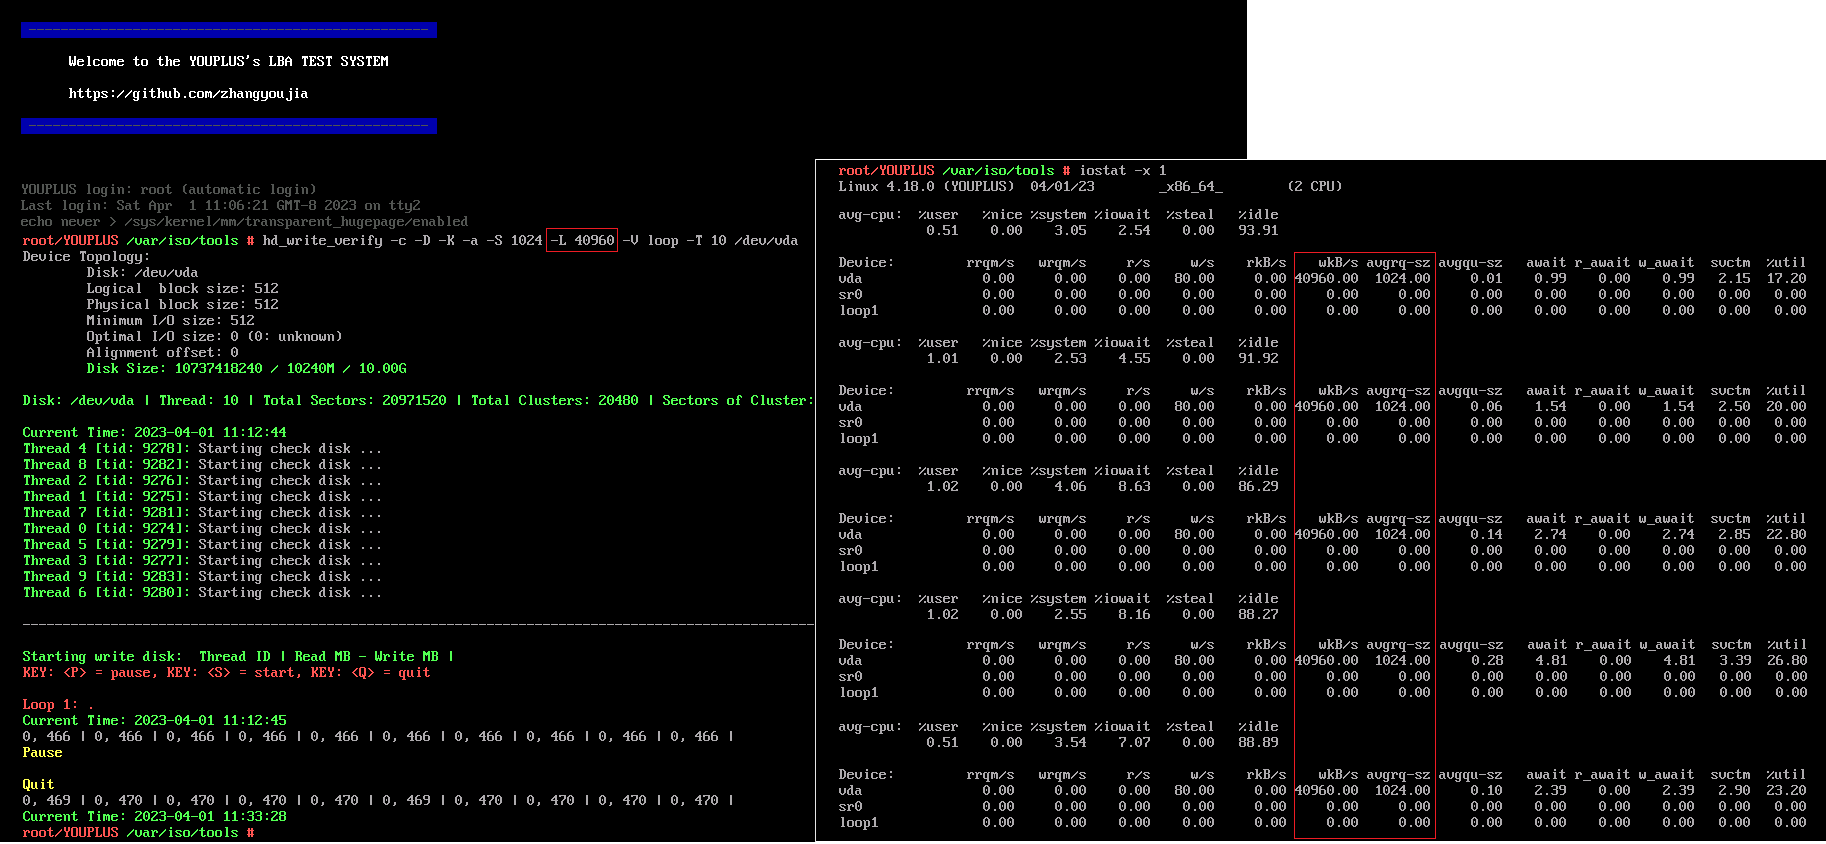 Welcome to the YOUPLUS's LBA TEST SYSTEM
https://github.com/zhangyoujia
YOUPLUS login: root (automatic login)
Last login: Sat Apr  1 11:06:21 GMT-8 2023 on tty2
echo never > /sys/kernel/mm/transparent_hugepage/enabled
root/YOUPLUS /var/iso/tools # hd_write_verify -c -D -K -a -S 1024 -L 40960 -V loop -T 10 /dev/vda
Device Topology:
Disk: /dev/vda
Logical  block size: 512
Physical block size: 512
Minimum I/O size: 512
Optimal I/O size: 0 (0: unknown)
Alignment offset: 0
Disk Size: 10737418240 / 10240M / 10.00G
Disk: /dev/vda | Thread: 10 | Total Sectors: 20971520 | Total Clusters: 20480 | Sectors of Cluster:
Current Time: 2023-04-01 11:12:44
Thread 4 [tid: 9278]: Starting check disk ...
Thread 8 [tid: 9282]: Starting check disk ...
Thread 2 [tid: 9276]: Starting check disk ...
Thread 1 [tid: 9275]: Starting check disk ...
Thread 7 [tid: 9281]: Starting check disk ...
Thread 0 [tid: 9274]: Starting check disk ...
Thread 5 [tid: 9279]: Starting check disk ...
Thread 3 [tid: 9277]: Starting check disk ...
Thread 9 [tid: 9283]: Starting check disk ...
Thread 6 [tid: 9280]: Starting check disk ...
Starting write disk:  Thread ID | Read MB - Write MB |
KEY: <P> = pause, KEY: <S> = start, KEY: <Q> = quit
Loop 1: .
Current Time: 2023-04-01 11:12:45
0, 466 | 0, 466 | 0, 466 | 0, 466 | 0, 466 | 0, 466 | 0, 466 | 0, 466 | 0, 466 | 0, 466 |
Pause
Quit
0, 469 | 0, 470 | 0, 470 | 0, 470 | 0, 470 | 0, 469 | 0, 470 | 0, 470 | 0, 470 | 0, 470 |
Current Time: 2023-04-01 11:33:28
root/YOUPLUS /var/iso/tools #
root/YOUPLUS /var/iso/tools # iostat -x 1
Linux 4.18.0 (YOUPLUS)  04/01/23  _x86_64_  (2 CPU)
avg-cpu:  %user  %nice %system %iowait  %steal  %idle
0.51  0.00  3.05  2.54  0.00  93.91
Device:  rrqm/s  wrqm/s  r/s  w/s  rkB/s  wkB/s avgrq-sz avgqu-sz  await r_await w_await  svctm  %util
vda  0.00  0.00  0.00  80.00  0.00 40960.00  1024.00  0.01  0.99  0.00  0.99  2.15  17.20
sr0  0.00  0.00  0.00  0.00  0.00  0.00  0.00  0.00  0.00  0.00  0.00  0.00  0.00
loop1  0.00  0.00  0.00  0.00  0.00  0.00  0.00  0.00  0.00  0.00  0.00  0.00  0.00
avg-cpu:  %user  %nice %system %iowait  %steal  %idle
1.01  0.00  2.53  4.55  0.00  91.92
Device:  rrqm/s  wrqm/s  r/s  w/s  rkB/s  wkB/s avgrq-sz avgqu-sz  await r_await w_await  svctm  %util
vda  0.00  0.00  0.00  80.00  0.00 40960.00  1024.00  0.06  1.54  0.00  1.54  2.50  20.00
sr0  0.00  0.00  0.00  0.00  0.00  0.00  0.00  0.00  0.00  0.00  0.00  0.00  0.00
loop1  0.00  0.00  0.00  0.00  0.00  0.00  0.00  0.00  0.00  0.00  0.00  0.00  0.00
avg-cpu:  %user  %nice %system %iowait  %steal  %idle
1.02  0.00  4.06  8.63  0.00  86.29
Device:  rrqm/s  wrqm/s  r/s  w/s  rkB/s  wkB/s avgrq-sz avgqu-sz  await r_await w_await  svctm  %util
vda  0.00  0.00  0.00  80.00  0.00 40960.00  1024.00  0.14  2.74  0.00  2.74  2.85  22.80
sr0  0.00  0.00  0.00  0.00  0.00  0.00  0.00  0.00  0.00  0.00  0.00  0.00  0.00
loop1  0.00  0.00  0.00  0.00  0.00  0.00  0.00  0.00  0.00  0.00  0.00  0.00  0.00
avg-cpu:  %user  %nice %system %iowait  %steal  %idle
1.02  0.00  2.55  8.16  0.00  88.27
Device:  rrqm/s  wrqm/s  r/s  w/s  rkB/s  wkB/s avgrq-sz avgqu-sz  await r_await w_await  svctm  %util
vda  0.00  0.00  0.00  80.00  0.00 40960.00  1024.00  0.28  4.81  0.00  4.81  3.39  26.80
sr0  0.00  0.00  0.00  0.00  0.00  0.00  0.00  0.00  0.00  0.00  0.00  0.00  0.00
loop1  0.00  0.00  0.00  0.00  0.00  0.00  0.00  0.00  0.00  0.00  0.00  0.00  0.00
avg-cpu:  %user  %nice %system %iowait  %steal  %idle
0.51  0.00  3.54  7.07  0.00  88.89
Device:  rrqm/s  wrqm/s  r/s  w/s  rkB/s  wkB/s avgrq-sz avgqu-sz  await r_await w_await  svctm  %util
vda  0.00  0.00  0.00  80.00  0.00 40960.00  1024.00  0.10  2.39  0.00  2.39  2.90  23.20
sr0  0.00  0.00  0.00  0.00  0.00  0.00  0.00  0.00  0.00  0.00  0.00  0.00  0.00
loop1  0.00  0.00  0.00  0.00  0.00  0.00  0.00  0.00  0.00  0.00  0.00  0.00  0.00